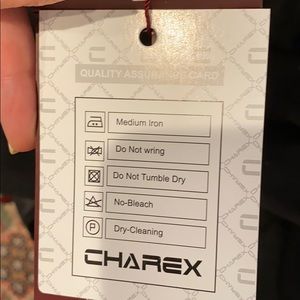 QUALITY ASSURANCE CARD
Medium Iron
Do Not wring
Do Not Tumble Dry
No-Bleach
P Dry-Cleaning
CHAREX